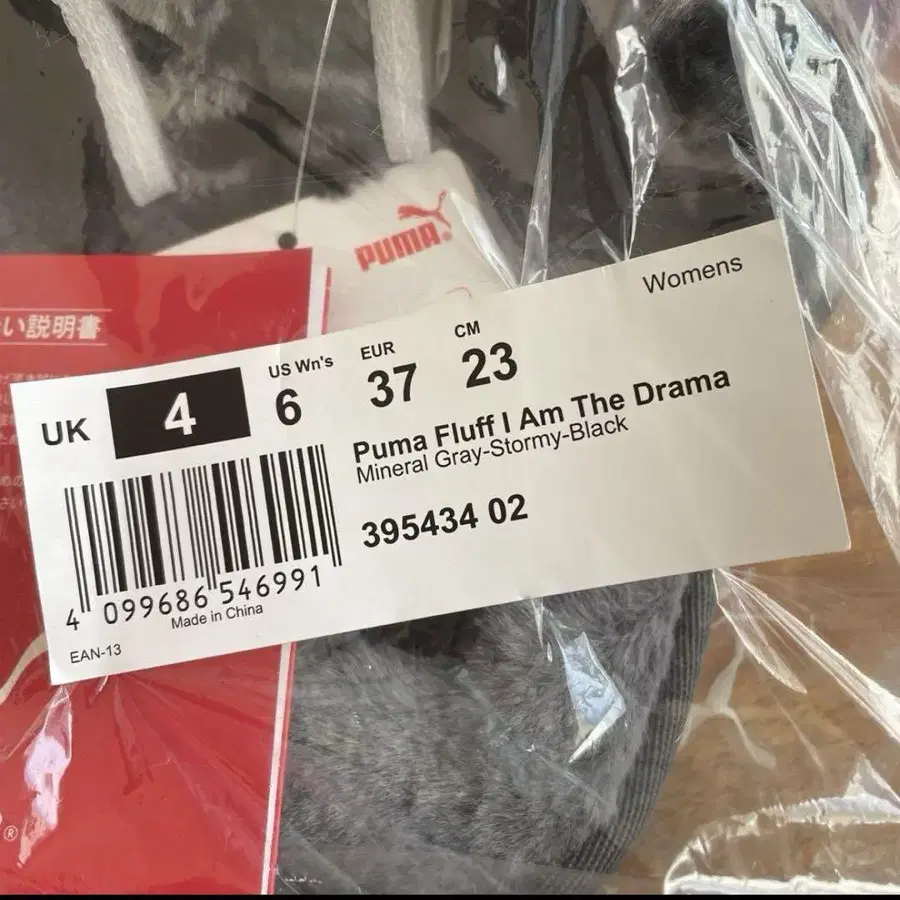 PUMA®
い説明書
Womens
UK 4
US Wn's 6
EUR 37
CM 23
Puma Fluff I Am The Drama
Mineral Gray-Stormy-Black
395434 02
4 099686 546991
Made in China
EAN-13
®